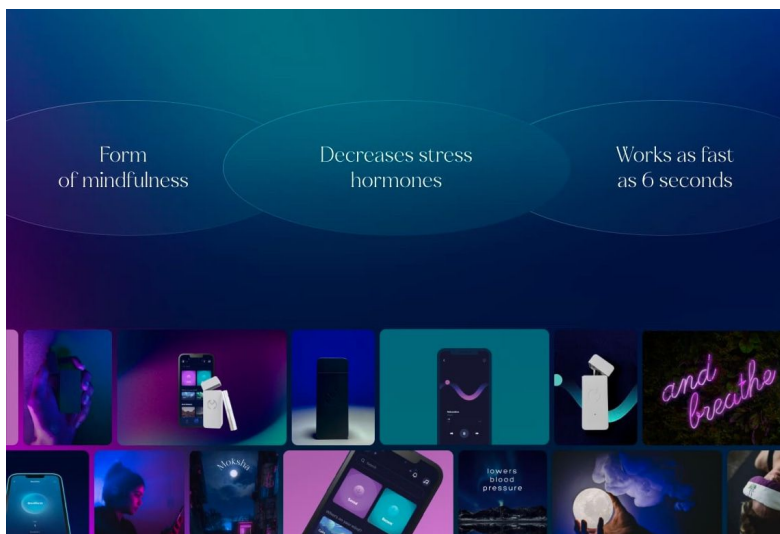 Form
of mindfulness
Decreases stress
hormones
Works as fast
as 6 seconds
and
breathe
Moksha
lowers
blood
pressure